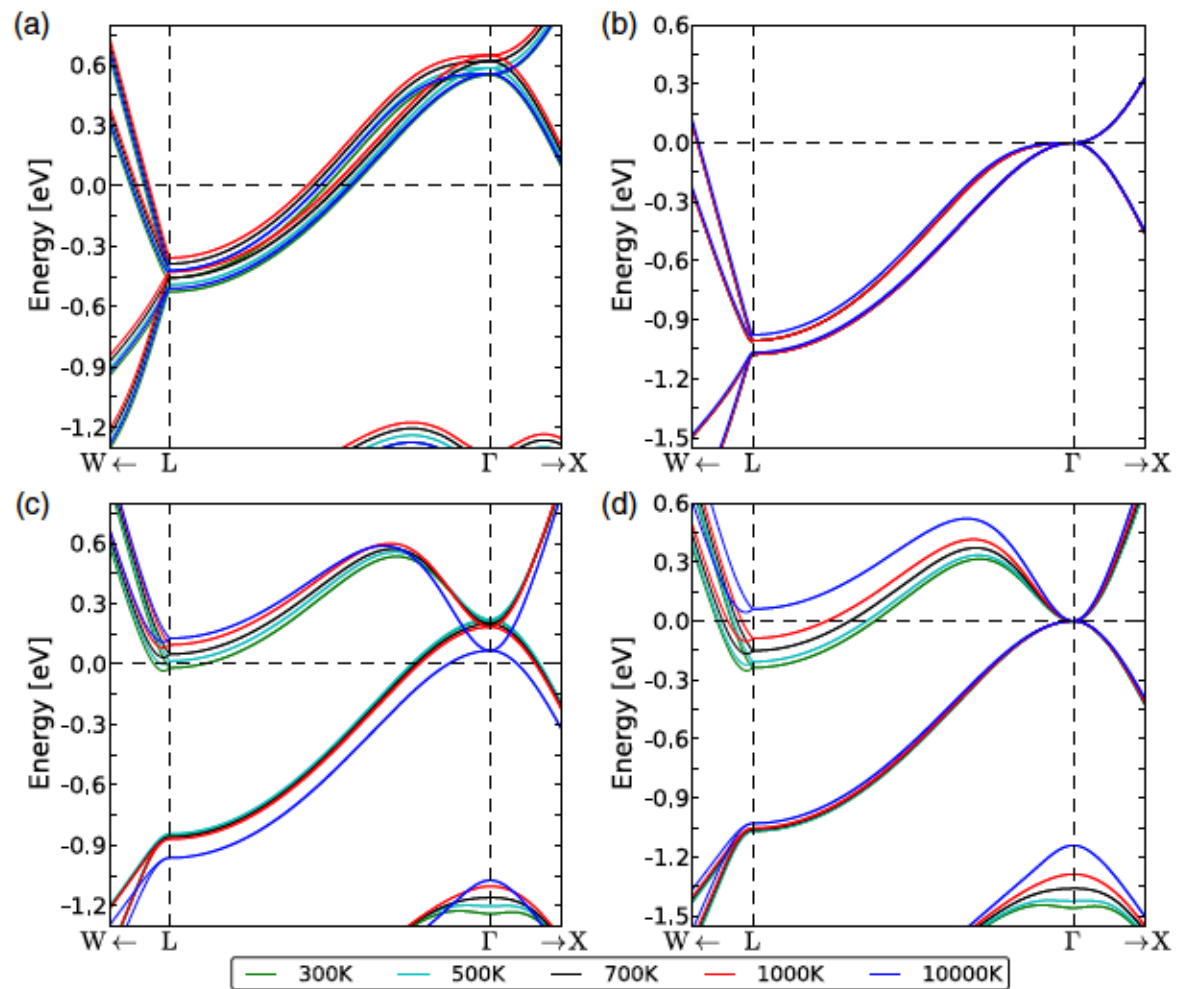 (a)
0.6
0.3
0.0
-0.3
-0.6
-0.9
-1.2
Energy [eV]
W ← L Γ →X
(b)
0.6
0.3
0.0
-0.3
-0.6
-0.9
-1.2
-1.5
Energy [eV]
W ← L Γ →X
(c)
0.6
0.3
0.0
-0.3
-0.6
-0.9
-1.2
Energy [eV]
W ← L Γ →X
(d)
0.6
0.3
0.0
-0.3
-0.6
-0.9
-1.2
-1.5
Energy [eV]
W ← L Γ →X
300K 500K 700K 1000K 10000K